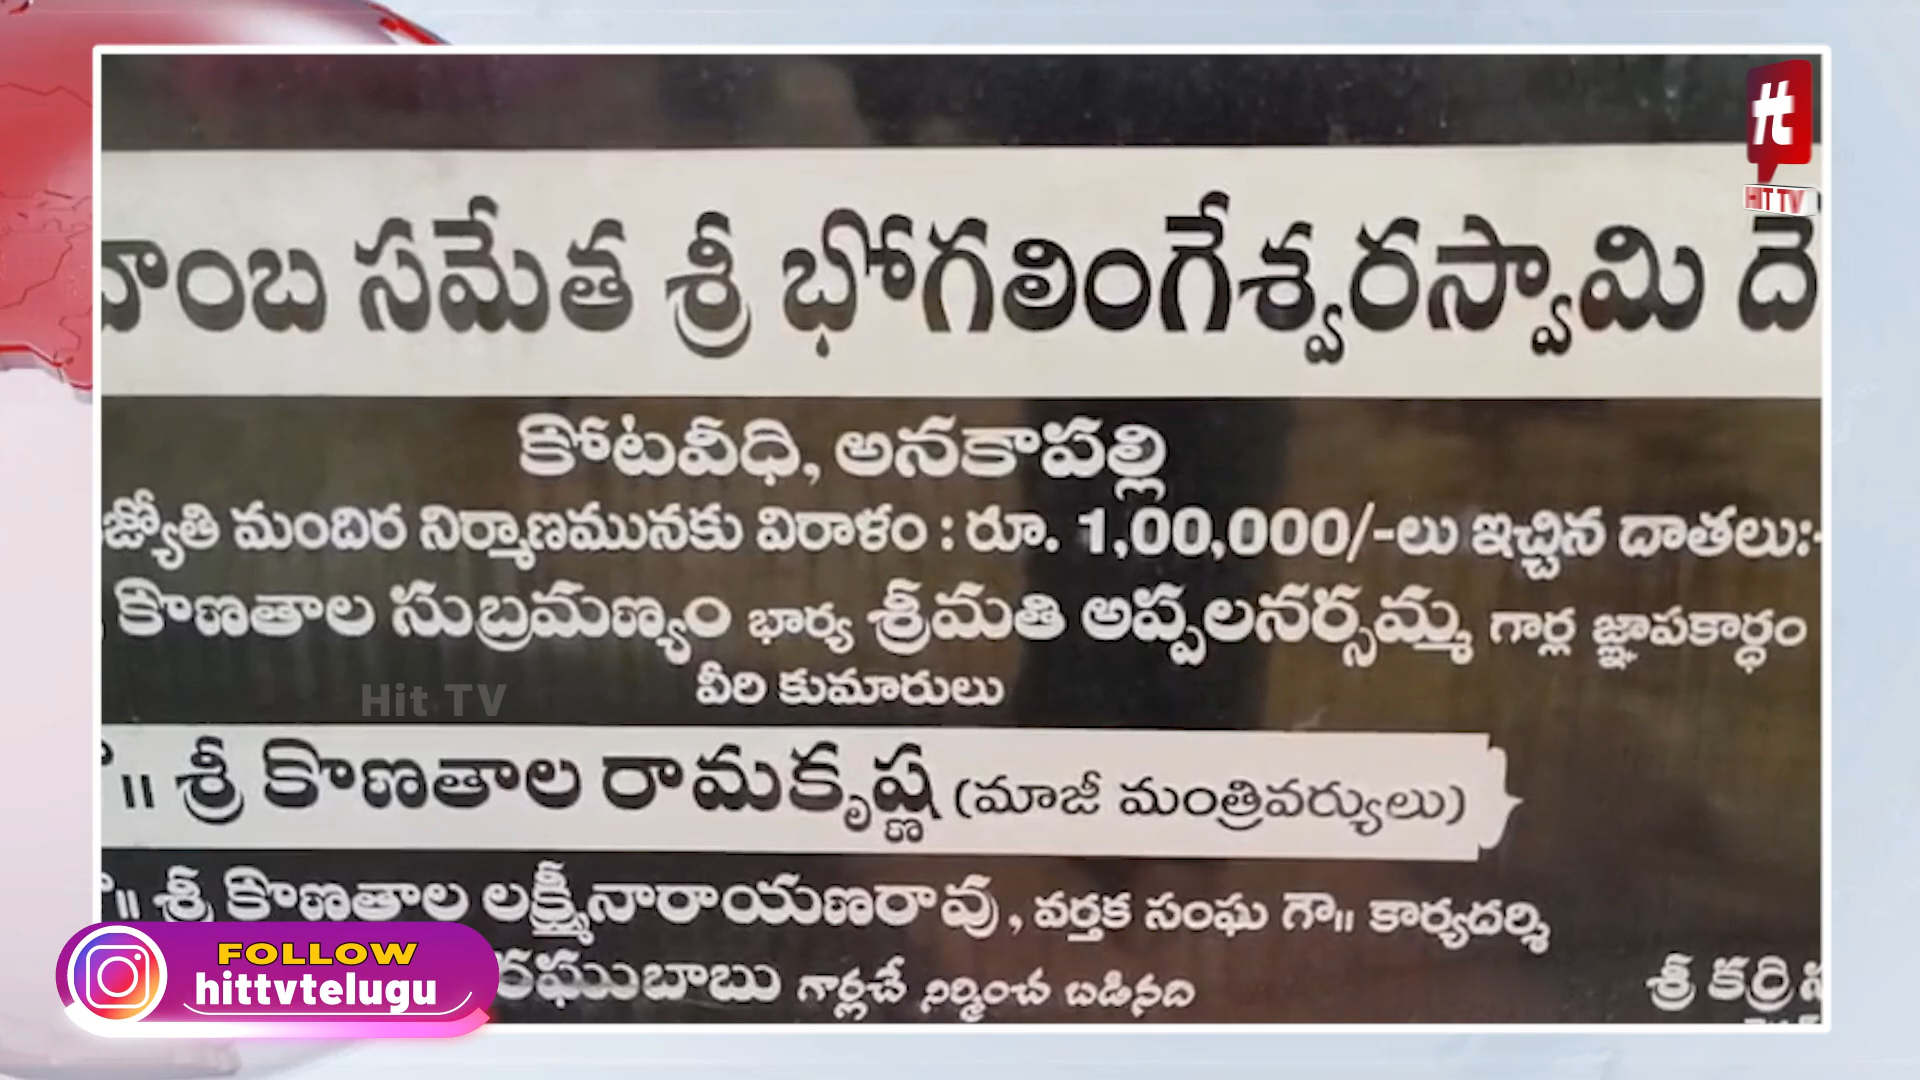 సమేత శ్రీ భోగలింగేశ్వరస్వామి
HIT TV
కోటవీధి, అనకాపల్లి
జ్యోతి మందిర నిర్మాణమునకు విరాళం : రూ. 1,00,000/-లు ఇచ్చిన దాతలు:-
కొణతాల సుబ్రమణ్యం భార్య శ్రీమతి అప్పలనర్సమ్మ గార్ల జ్ఞాపకార్ధం
వీరి కుమారులు
Hit TV
శ్రీ కొణతాల రామకృష్ణ (మాజీ మంత్రివర్యులు)
శ్రీ కొణతాల లక్ష్మీనారాయణరావు, వర్తక సంఘ గౌ॥ కార్యదర్శి
రఘుబాబు గార్లచే నిర్మించ బడినది
శ్రీ కర్రి
FOLLOW
hittvtelugu